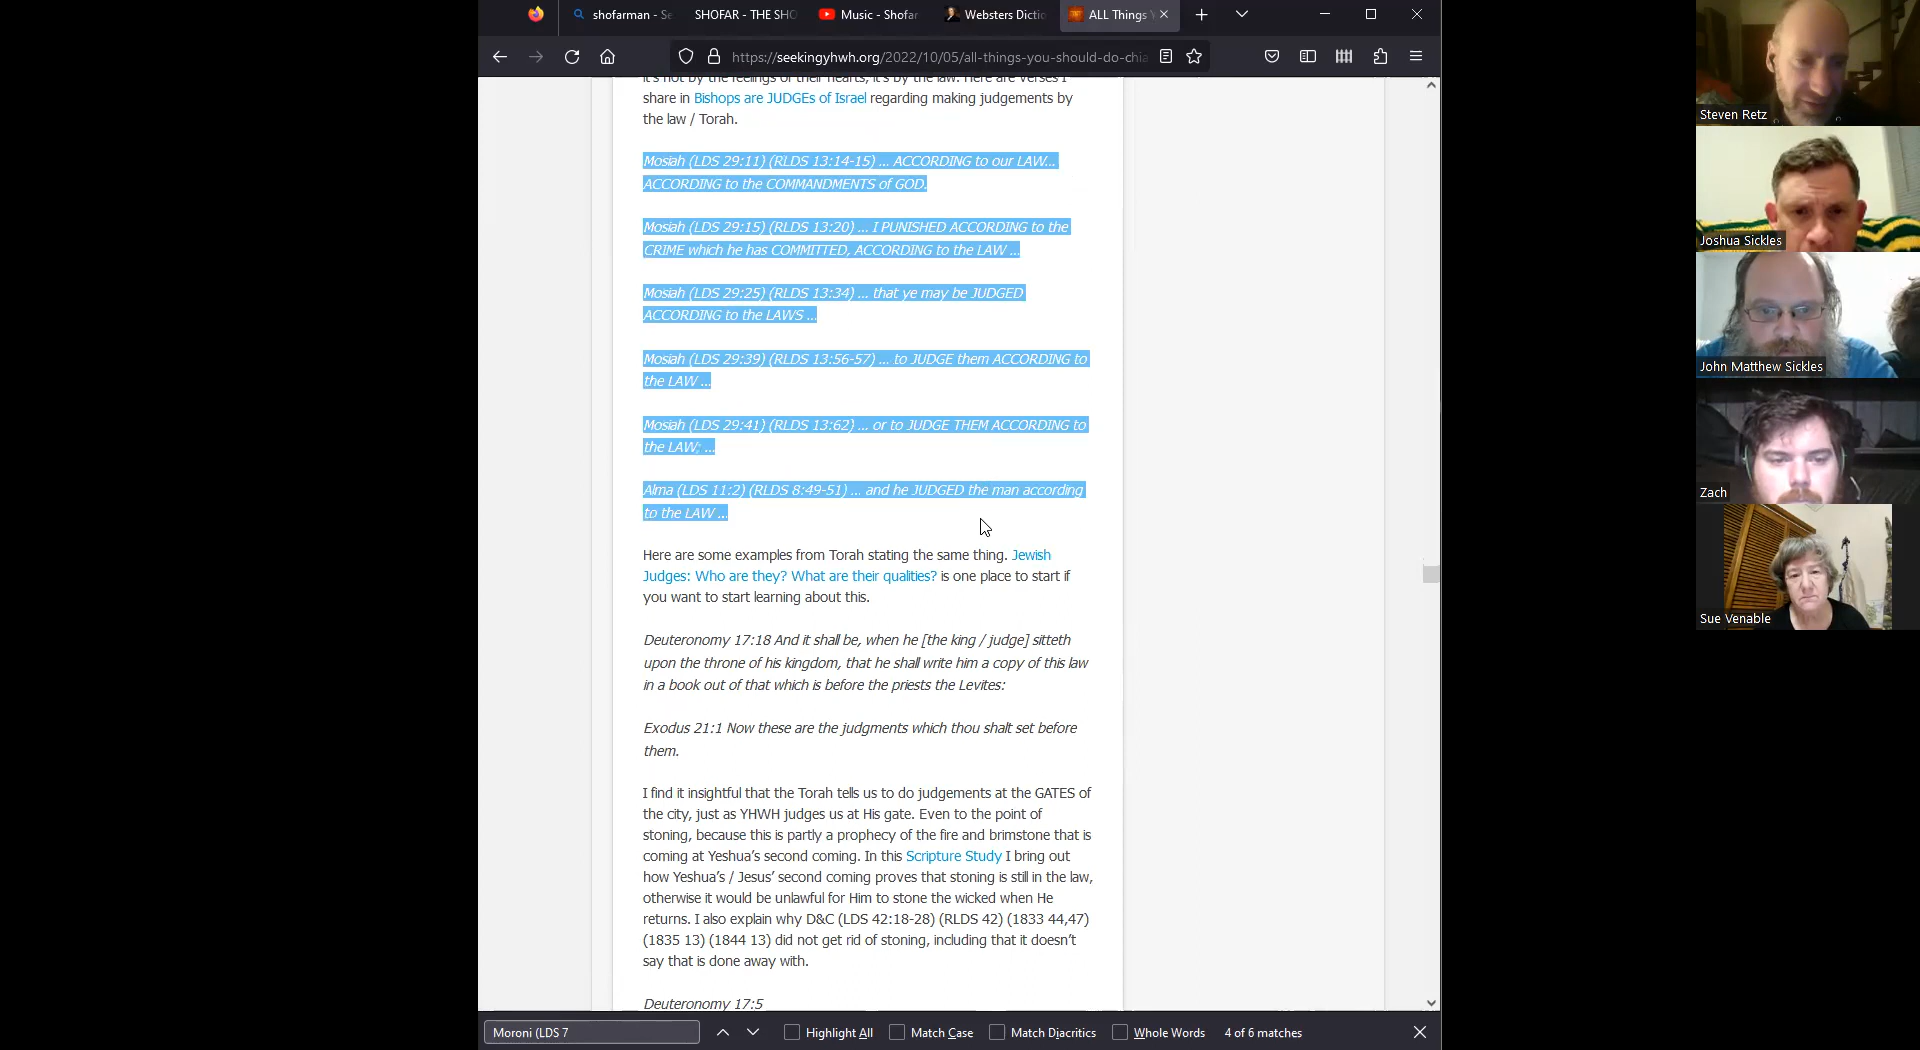 shofarman - Se
SHOFAR - THE SHO
Music - Shofar
Websters Dictio
ALL Things Y
https://seekingyhwh.org/2022/10/05/all-things-you-should-do-chia
it's not by the feelings of their hearts, it's by the law. Here are verses I
share in Bishops are JUDGEs of Israel regarding making judgements by
the law / Torah.
Mosiah (LDS 29:11) (RLDS 13:14-15) ... ACCORDING to our LAW...
ACCORDING to the COMMANDMENTS of GOD.
Mosiah (LDS 29:15) (RLDS 13:20) ... I PUNISHED ACCORDING to the
CRIME which he has COMMITTED, ACCORDING to the LAW ...
Mosiah (LDS 29:25) (RLDS 13:34) ... that ye may be JUDGED
ACCORDING to the LAWS ...
Mosiah (LDS 29:39) (RLDS 13:56-57) ... to JUDGE them ACCORDING to
the LAW ...
Mosiah (LDS 29:41) (RLDS 13:62) ... or to JUDGE THEM ACCORDING to
the LAW; ...
Alma (LDS 11:2) (RLDS 8:49-51) ... and he JUDGED the man according
to the LAW ...
Here are some examples from Torah stating the same thing. Jewish
Judges: Who are they? What are their qualities? is one place to start if
you want to start learning about this.
Deuteronomy 17:18 And it shall be, when he [the king / judge] sitteth
upon the throne of his kingdom, that he shall write him a copy of this law
in a book out of that which is before the priests the Levites:
Exodus 21:1 Now these are the judgments which thou shalt set before
them.
I find it insightful that the Torah tells us to do judgements at the GATES of
the city, just as YHWH judges us at His gate. Even to the point of
stoning, because this is partly a prophecy of the fire and brimstone that is
coming at Yeshua's second coming. In this Scripture Study I bring out
how Yeshua's / Jesus' second coming proves that stoning is still in the law,
otherwise it would be unlawful for Him to stone the wicked when He
returns. I also explain why D&C (LDS 42:18-28) (RLDS 42) (1833 44,47)
(1835 13) (1844 13) did not get rid of stoning, including that it doesn't
say that is done away with.
Deuteronomy 17:5
Moroni (LDS 7
Highlight All
Match Case
Match Diacritics
Whole Words
4 of 6 matches
Steven Retz
Joshua Sickles
John Matthew Sickles
Zach
Sue Venable